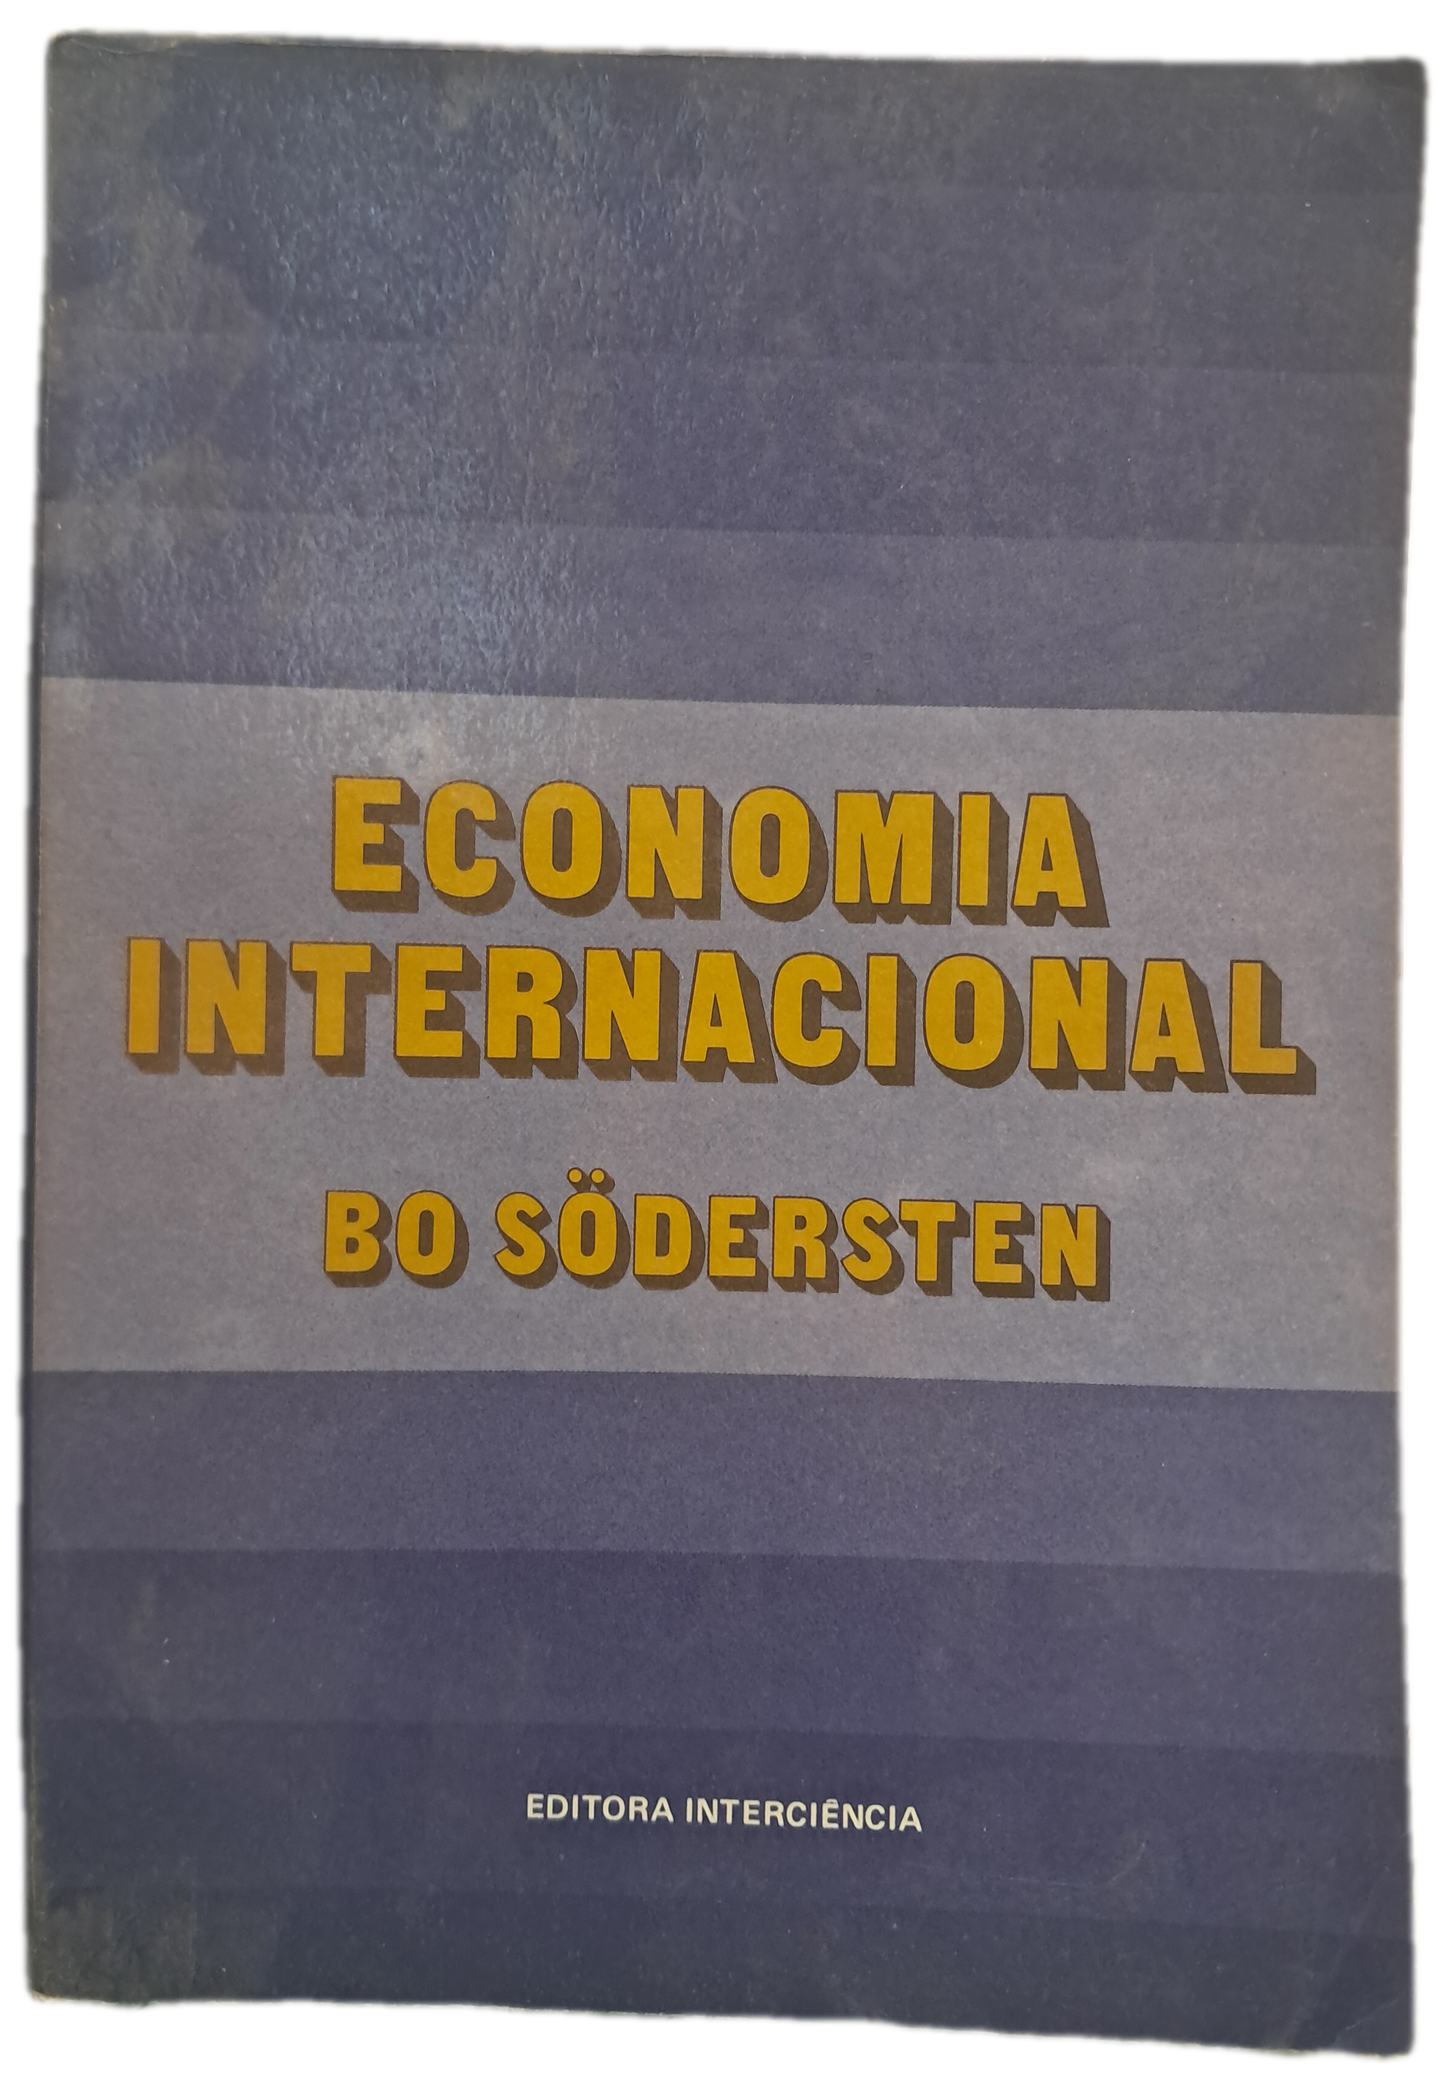 ECONOMIA
INTERNACIONAL
BO SÖDERSTEN
EDITORA INTERCIÊNCIA